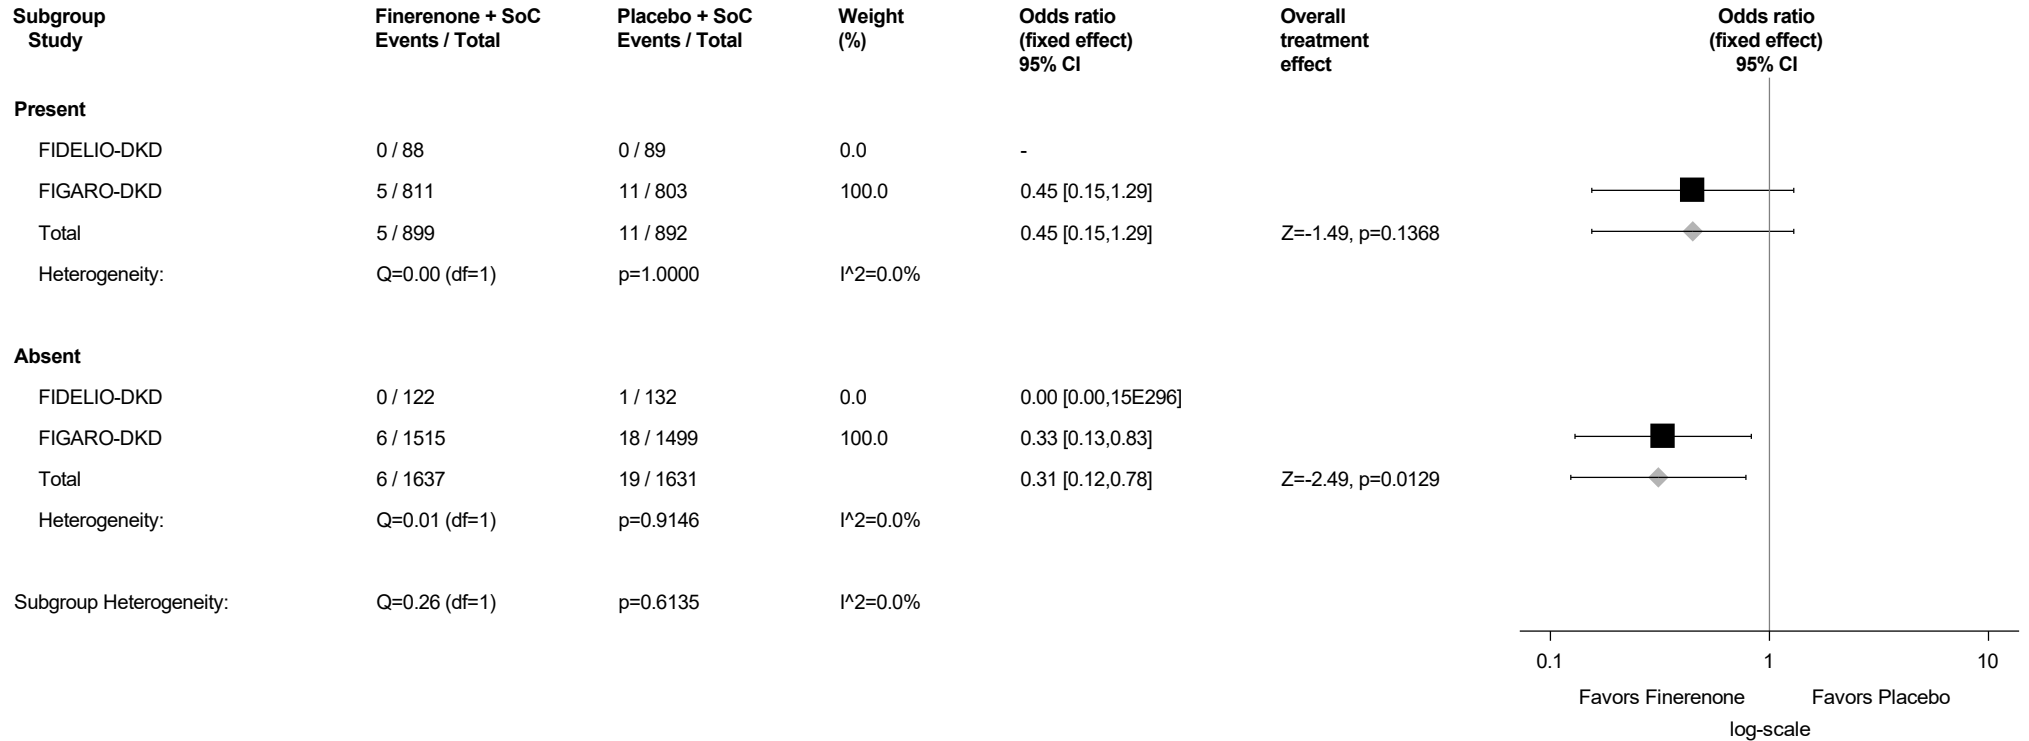 Subgroup Finerenone + SoC Placebo + SoC Weight Odds ratio Overall Odds ratio
Study Events / Total Events / Total (%) (fixed effect) treatment (fixed effect)
95% CI effect 95% CI
Present
FIDELIO-DKD 0 / 88 0 / 89 0.0 -
FIGARO-DKD 5 / 811 11 / 803 100.0 0.45 [0.15,1.29]
Total 5 / 899 11 / 892 0.45 [0.15,1.29] Z=-1.49, p=0.1368
Heterogeneity: Q=0.00 (df=1) p=1.0000 I^2=0.0%
Absent
FIDELIO-DKD 0 / 122 1 / 132 0.0 0.00 [0.00,15E296]
FIGARO-DKD 6 / 1515 18 / 1499 100.0 0.33 [0.13,0.83]
Total 6 / 1637 19 / 1631 0.31 [0.12,0.78] Z=-2.49, p=0.0129
Heterogeneity: Q=0.01 (df=1) p=0.9146 I^2=0.0%
Subgroup Heterogeneity: Q=0.26 (df=1) p=0.6135 I^2=0.0%
0.1 1 10
Favors Finerenone Favors Placebo
log-scale